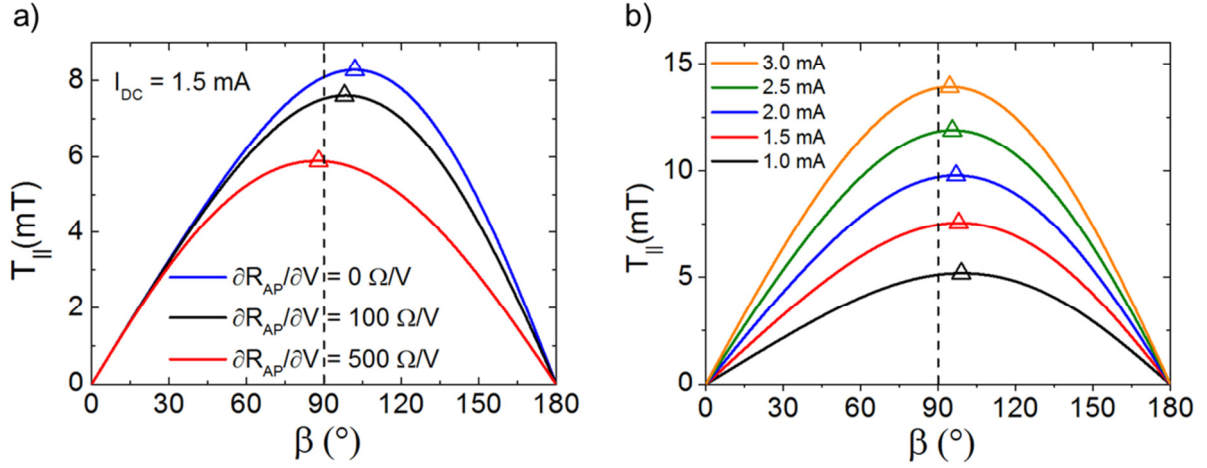 a)
T||(mT)
8
6
4
2
0
I_DC = 1.5 mA
∂R_AP/∂V = 0 Ω/V
∂R_AP/∂V = 100 Ω/V
∂R_AP/∂V = 500 Ω/V
0 30 60 90 120 150 180
β (°)
b)
T||(mT)
15
10
5
0
3.0 mA
2.5 mA
2.0 mA
1.5 mA
1.0 mA
0 30 60 90 120 150 180
β (°)